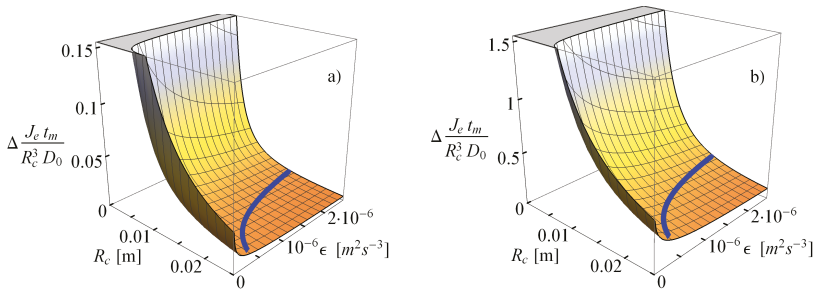 0.15
0.1
0.05
0
Δ J_e t_m / R_c^3 D_0
a)
0.01
0.02
R_c [m]
0
10^-6
2·10^-6
ϵ [m^2 s^-3]
1.5
1
0.5
0
Δ J_e t_m / R_c^3 D_0
b)
0.01
0.02
R_c [m]
0
10^-6
2·10^-6
ϵ [m^2 s^-3]